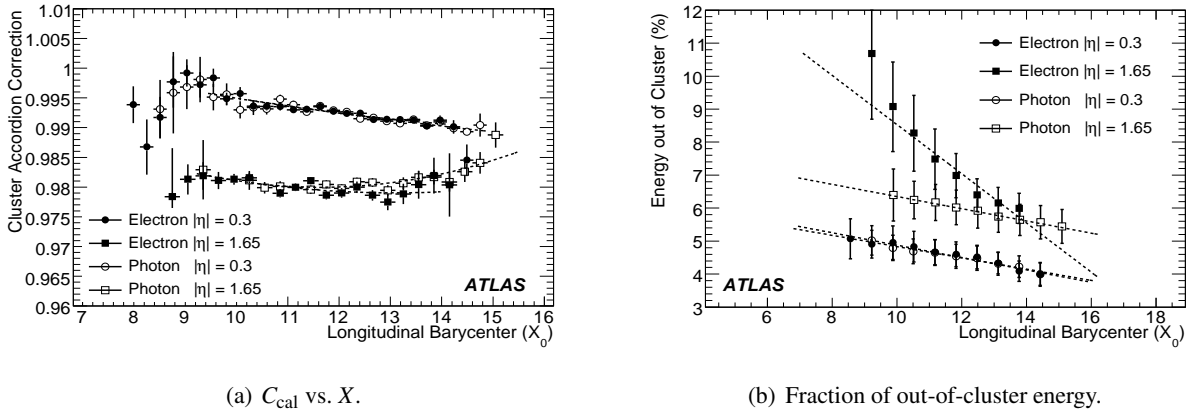 Cluster Accordion Correction
1.01
1.005
1
0.995
0.99
0.985
0.98
0.975
0.97
0.965
0.96
Electron |η| = 0.3
Electron |η| = 1.65
Photon |η| = 0.3
Photon |η| = 1.65
ATLAS
7 8 9 10 11 12 13 14 15 16
Longitudinal Barycenter (X0)
(a) Ccal vs. X.
Energy out of Cluster (%)
12
11
10
9
8
7
6
5
4
3
Electron |η| = 0.3
Electron |η| = 1.65
Photon |η| = 0.3
Photon |η| = 1.65
ATLAS
6 8 10 12 14 16 18
Longitudinal Barycenter (X0)
(b) Fraction of out-of-cluster energy.